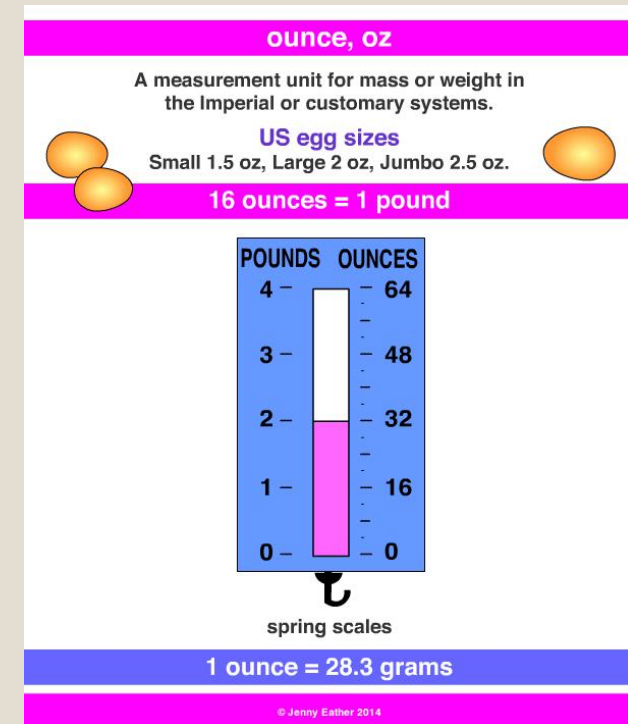 ounce, oz
A measurement unit for mass or weight in
the Imperial or customary systems.
US egg sizes
Small 1.5 oz, Large 2 oz, Jumbo 2.5 oz.
16 ounces = 1 pound
POUNDS OUNCES
4 64
3 48
2 32
1 16
0 0
spring scales
1 ounce = 28.3 grams
© Jenny Eather 2014